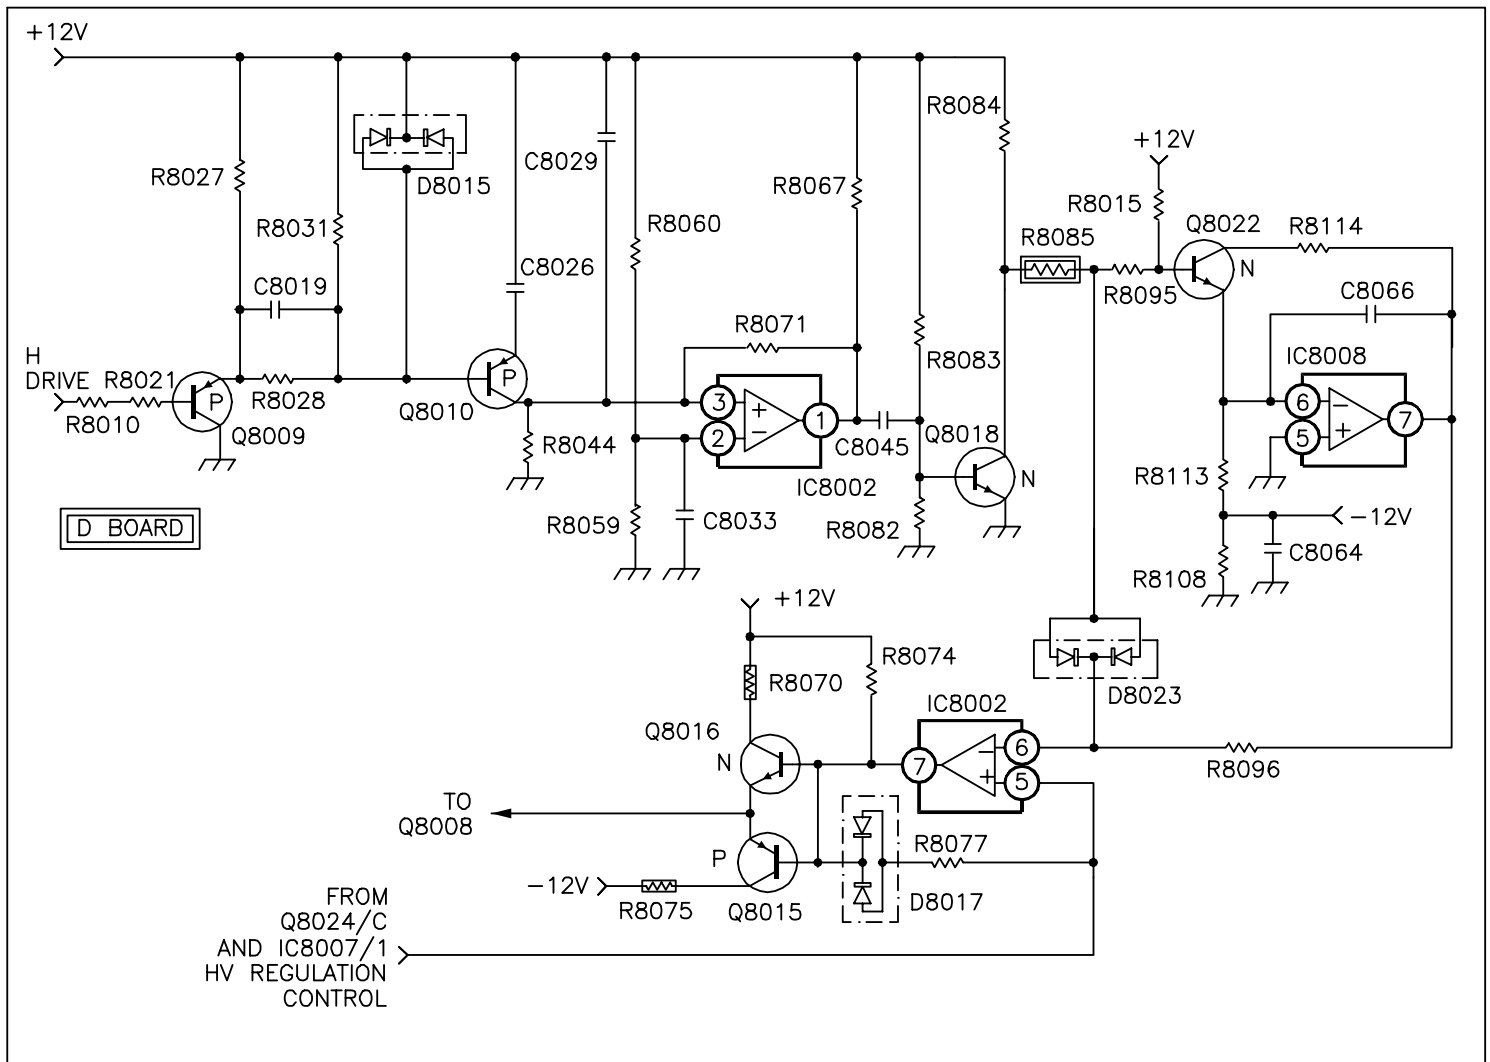 +12V
R8084
+12V
C8029
R8027
D8015
R8067
R8015
Q8022
R8114
R8031
R8060
R8085
N
C8026
C8019
R8095
C8066
R8071
H
DRIVE
R8021
R8083
IC8008
P
P
R8028
R8010
Q8010
3
+
6
−
Q8009
2
−
1
5
+
7
R8044
C8045
Q8018
IC8002
N
R8113
D BOARD
R8059
C8033
R8082
−12V
C8064
R8108
+12V
R8074
R8070
D8023
IC8002
Q8016
N
7
−
6
+
5
R8096
TO
Q8008
P
R8077
−12V
R8075
Q8015
D8017
FROM
Q8024/C
AND IC8007/1
HV REGULATION
CONTROL